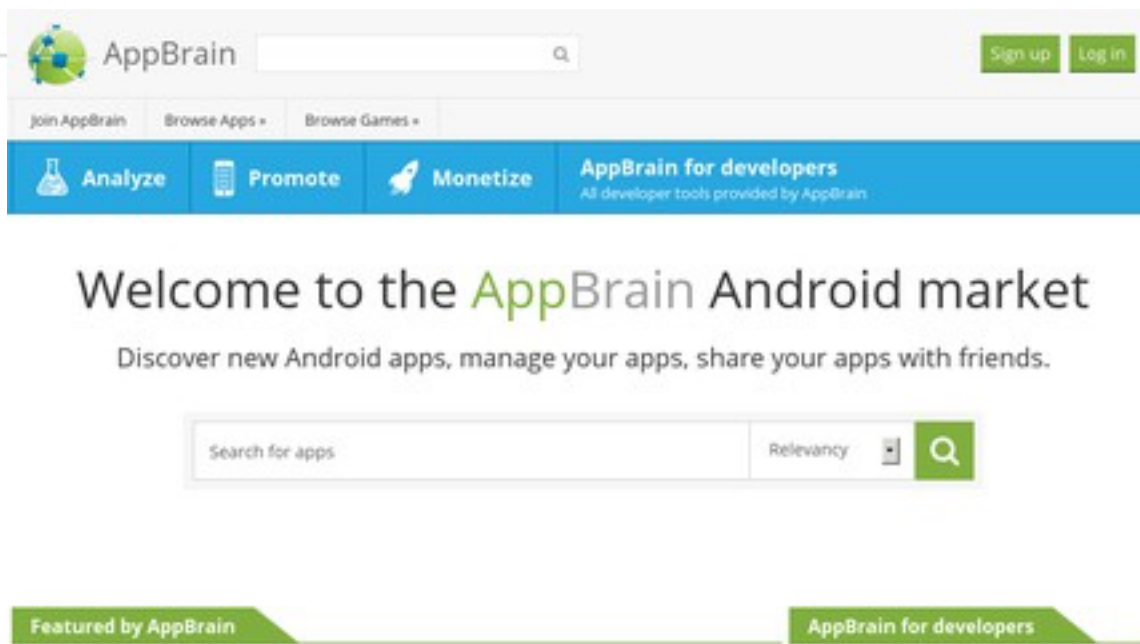 AppBrain
Sign up Log in
Join AppBrain Browse Apps » Browse Games »
Analyze Promote Monetize AppBrain for developers
All developer tools provided by AppBrain
Welcome to the AppBrain Android market
Discover new Android apps, manage your apps, share your apps with friends.
Search for apps Relevancy
Featured by AppBrain AppBrain for developers